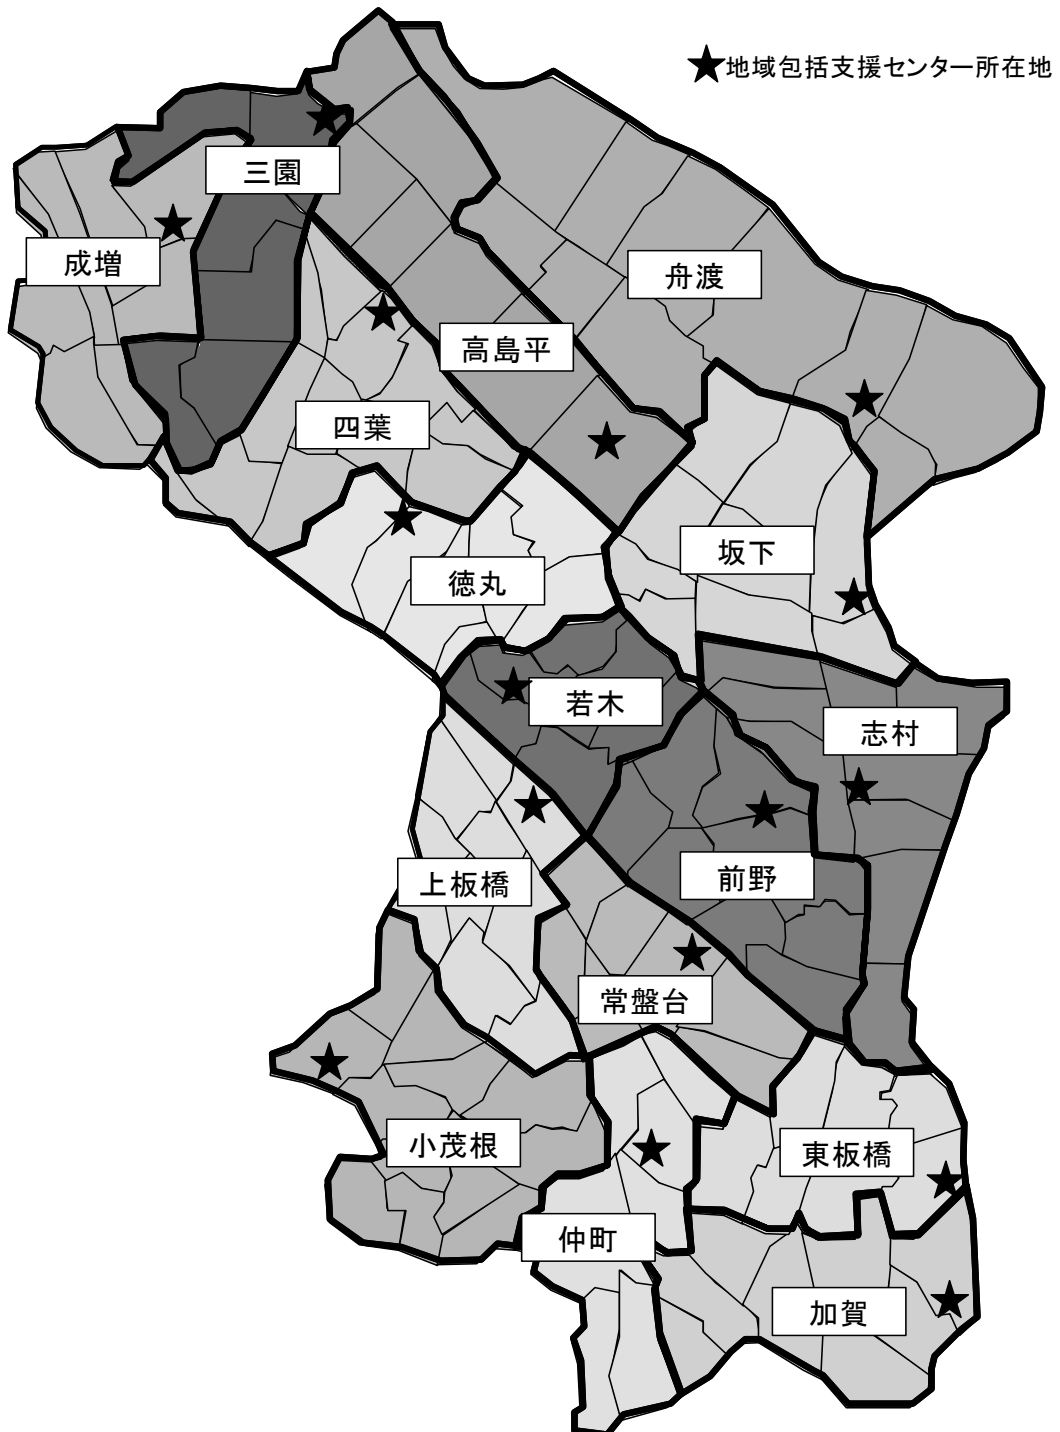 ★地域包括支援センター所在地
三園
成増
舟渡
高島平
四葉
坂下
徳丸
若木
志村
前野
上板橋
常盤台
小茂根
東板橋
仲町
加賀